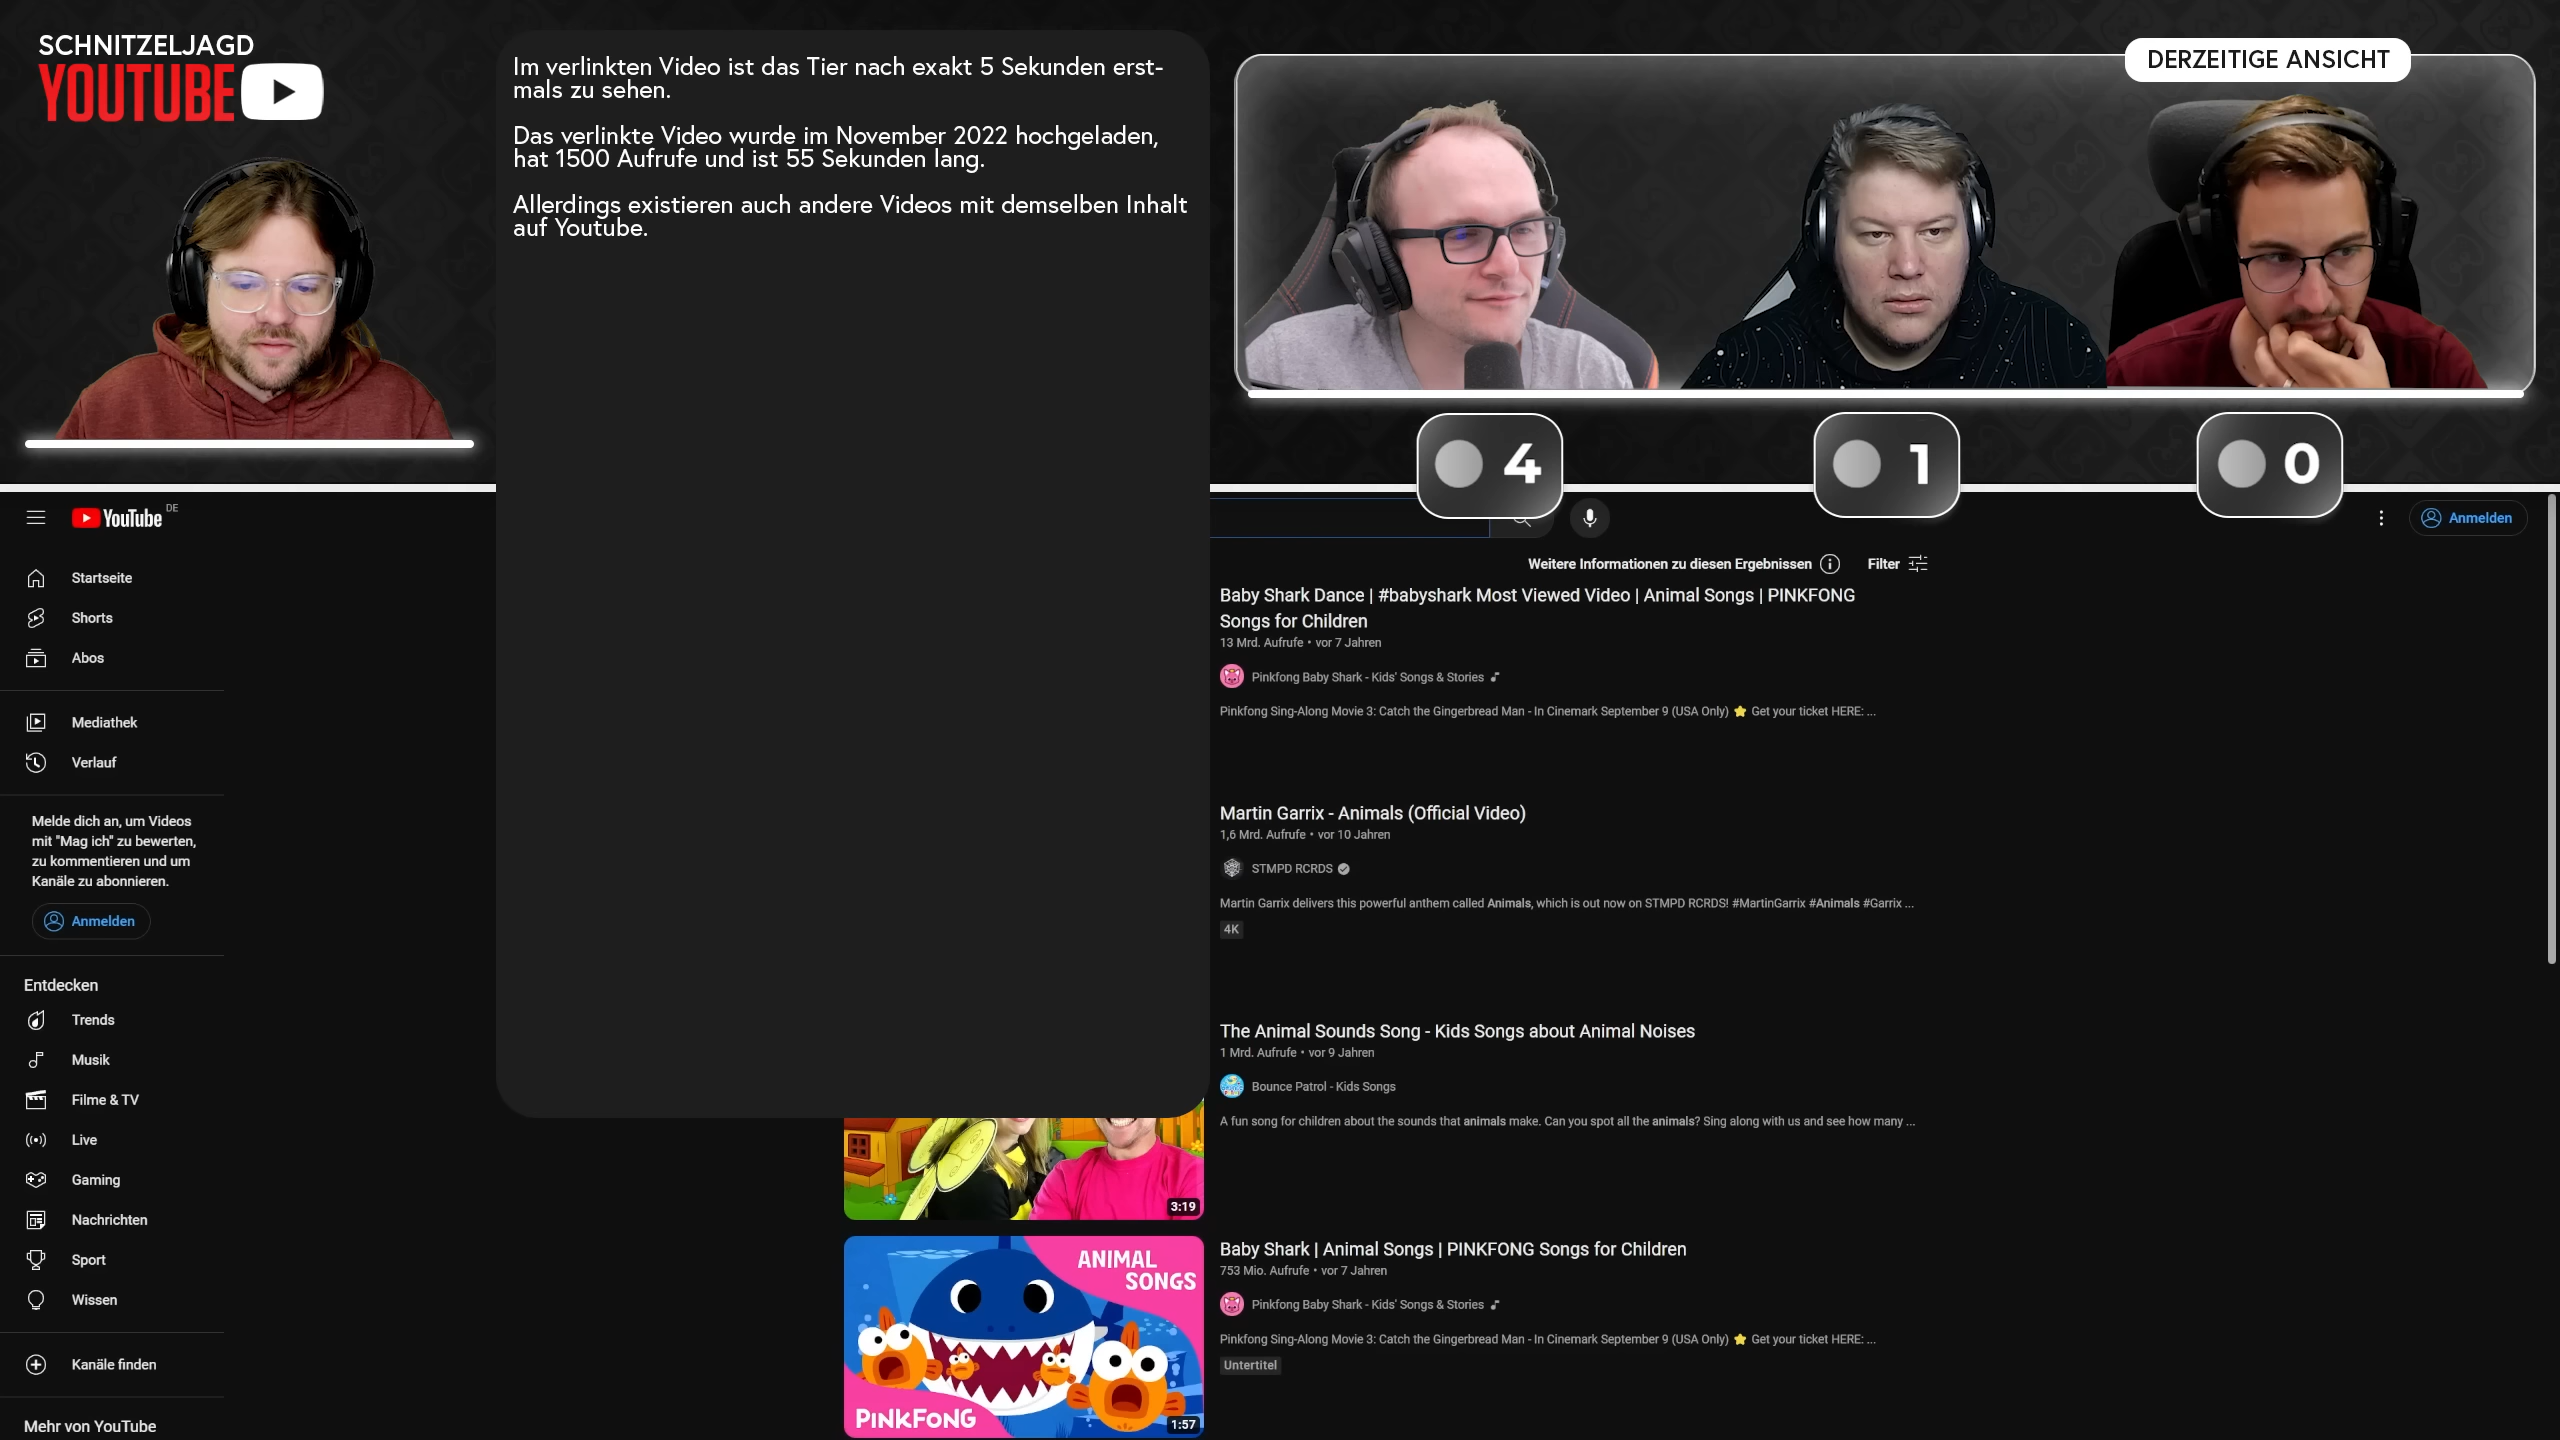 SCHNITZELJAGD
YOUTUBE
Im verlinkten Video ist das Tier nach exakt 5 Sekunden erst-
mals zu sehen.
Das verlinkte Video wurde im November 2022 hochgeladen,
hat 1500 Aufrufe und ist 55 Sekunden lang.
Allerdings existieren auch andere Videos mit demselben Inhalt
auf Youtube.
DERZEITIGE ANSICHT
4
1
0
YouTube DE
Anmelden
Startseite
Shorts
Abos
Mediathek
Verlauf
Melde dich an, um Videos
mit "Mag ich" zu bewerten,
zu kommentieren und um
Kanäle zu abonnieren.
Anmelden
Entdecken
Trends
Musik
Filme & TV
Live
Gaming
Nachrichten
Sport
Wissen
Kanäle finden
Mehr von YouTube
Weitere Informationen zu diesen Ergebnissen
Filter
Baby Shark Dance | #babyshark Most Viewed Video | Animal Songs | PINKFONG
Songs for Children
13 Mrd. Aufrufe • vor 7 Jahren
Pinkfong Baby Shark - Kids' Songs & Stories
Pinkfong Sing-Along Movie 3: Catch the Gingerbread Man - In Cinemark September 9 (USA Only) ⭐ Get your ticket HERE: ...
Martin Garrix - Animals (Official Video)
1,6 Mrd. Aufrufe • vor 10 Jahren
STMPD RCRDS
Martin Garrix delivers this powerful anthem called Animals, which is out now on STMPD RCRDS! #MartinGarrix #Animals #Garrix ...
4K
The Animal Sounds Song - Kids Songs about Animal Noises
1 Mrd. Aufrufe • vor 9 Jahren
Bounce Patrol - Kids Songs
A fun song for children about the sounds that animals make. Can you spot all the animals? Sing along with us and see how many ...
3:19
ANIMAL
SONGS
PINKFONG
1:57
Baby Shark | Animal Songs | PINKFONG Songs for Children
753 Mio. Aufrufe • vor 7 Jahren
Pinkfong Baby Shark - Kids' Songs & Stories
Pinkfong Sing-Along Movie 3: Catch the Gingerbread Man - In Cinemark September 9 (USA Only) ⭐ Get your ticket HERE: ...
Untertitel